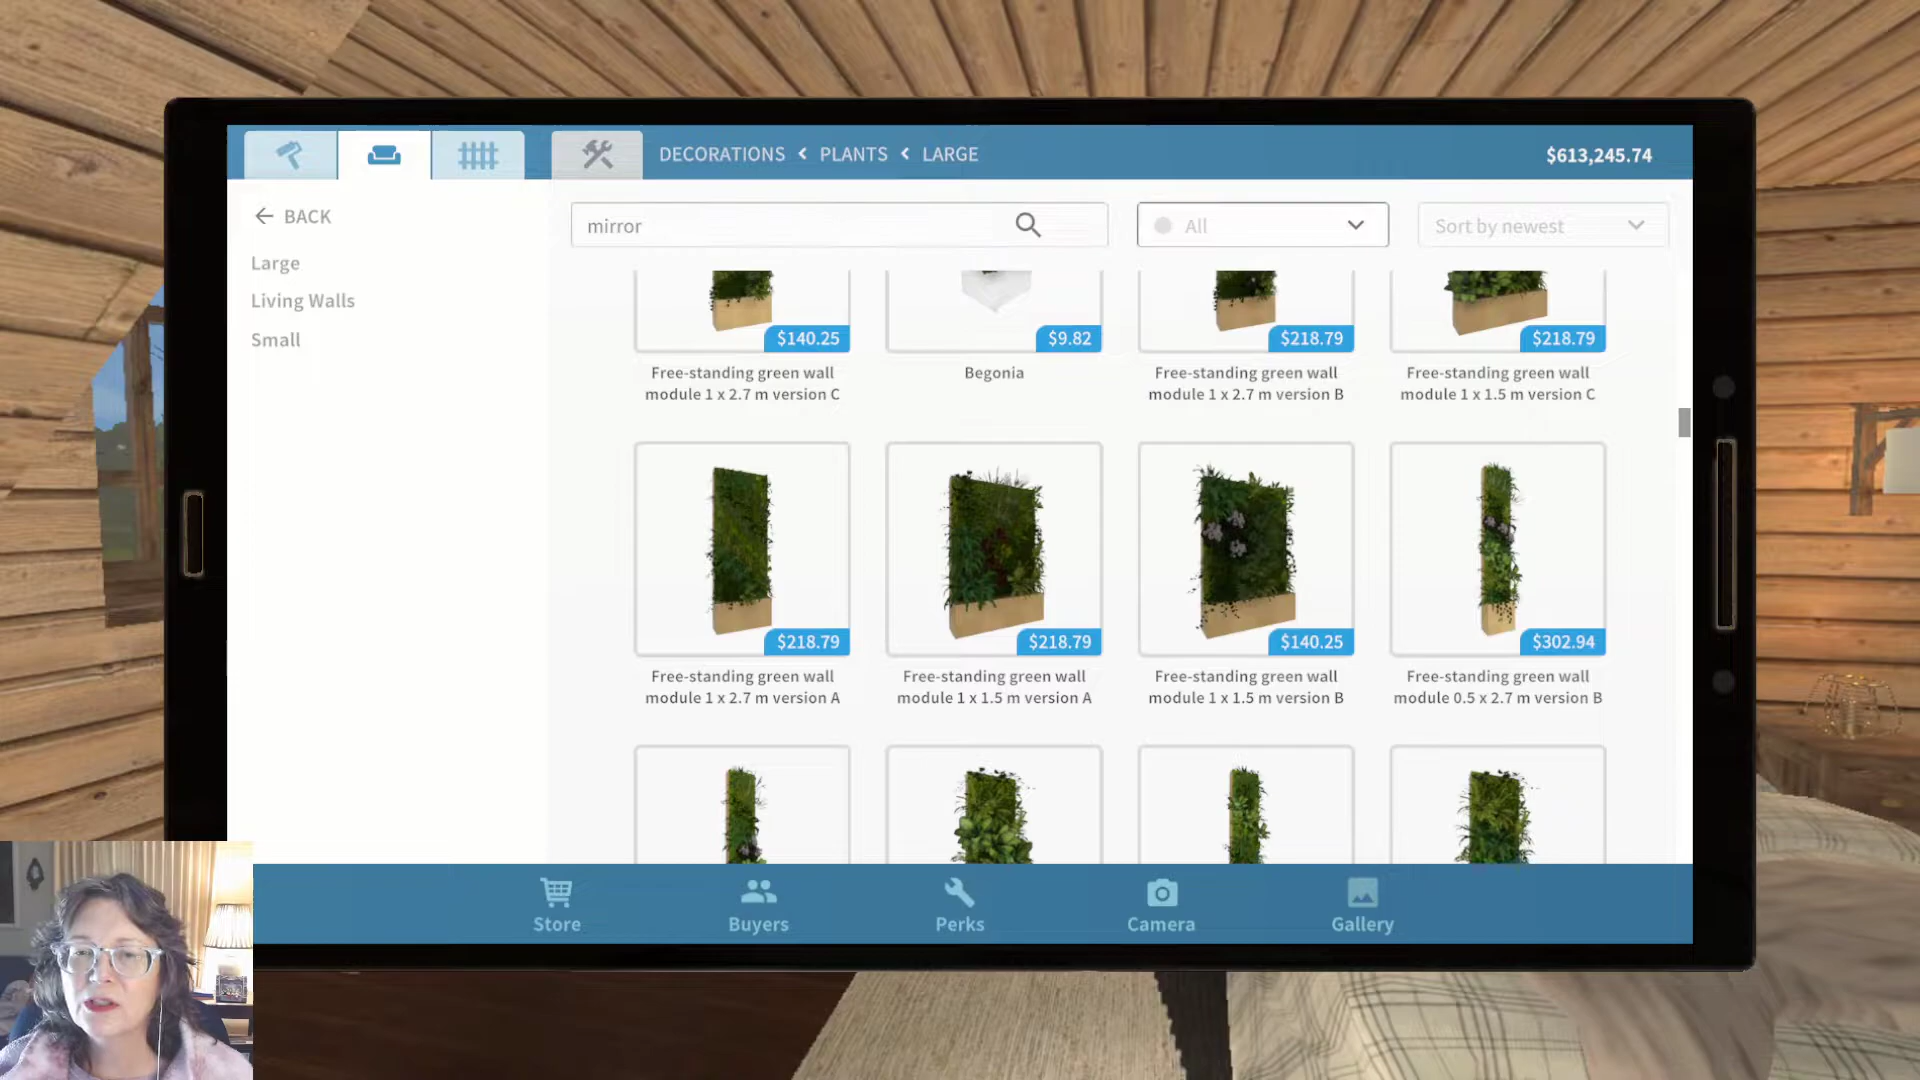 DECORATIONS < PLANTS < LARGE
$613,245.74
BACK
mirror
All
Sort by newest
Large
Living Walls
Small
$140.25
$9.82
$218.79
$218.79
Free-standing green wall
module 1 x 2.7 m version C
Begonia
Free-standing green wall
module 1 x 2.7 m version B
Free-standing green wall
module 1 x 1.5 m version C
$218.79
$218.79
$140.25
$302.94
Free-standing green wall
module 1 x 2.7 m version A
Free-standing green wall
module 1 x 1.5 m version A
Free-standing green wall
module 1 x 1.5 m version B
Free-standing green wall
module 0.5 x 2.7 m version B
Store
Buyers
Perks
Camera
Gallery